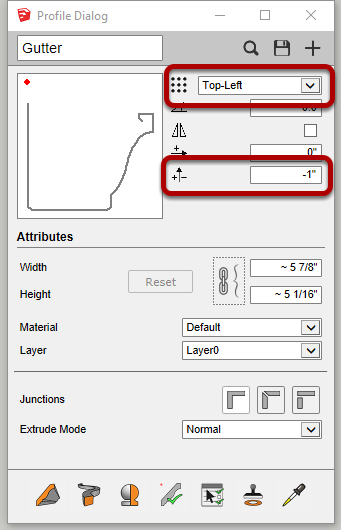 Profile Dialog
Gutter
Top-Left
0.0
0"
-1"
Attributes
Width
~ 5 7/8"
Reset
Height
~ 5 1/16"
Material
Default
Layer
Layer0
Junctions
Extrude Mode
Normal